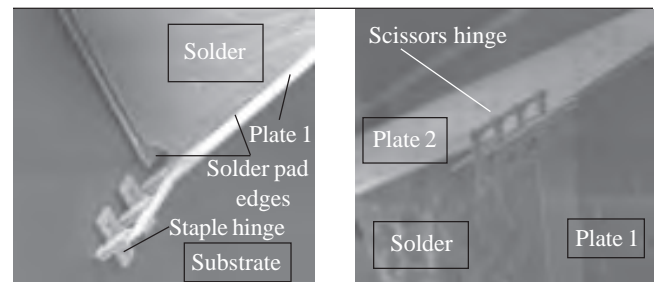 Solder
Plate 1
Solder pad
edges
Staple hinge
Substrate
Scissors hinge
Plate 2
Solder
Plate 1